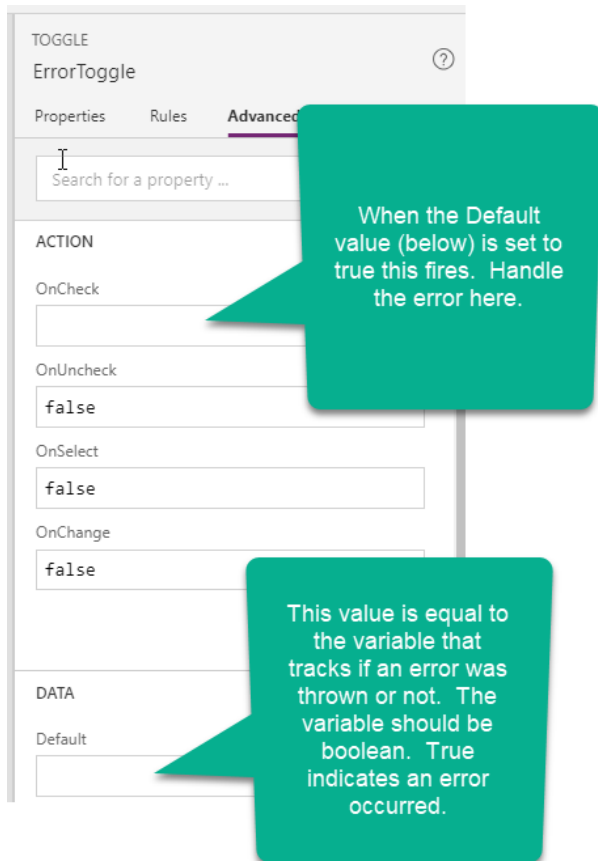 TOGGLE
ErrorToggle
?
Properties Rules Advanced
Search for a property ...
ACTION
OnCheck
When the Default
value (below) is set to
true this fires. Handle
the error here.
OnUncheck
false
OnSelect
false
OnChange
false
DATA
Default
This value is equal to
the variable that
tracks if an error was
thrown or not. The
variable should be
boolean. True
indicates an error
occurred.